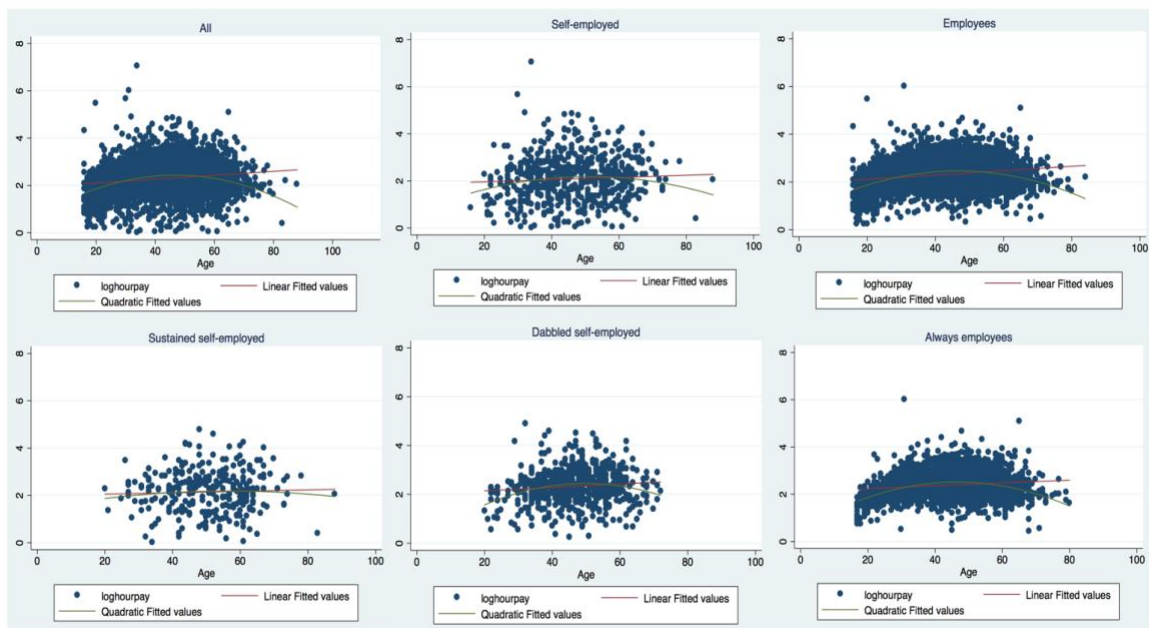 All
8
6
4
2
0
0 20 40 60 80 100
Age
loghourpay Linear Fitted values
Quadratic Fitted values
Self-employed
8
6
4
2
0
0 20 40 60 80 100
Age
loghourpay Linear Fitted values
Quadratic Fitted values
Employees
8
6
4
2
0
0 20 40 60 80 100
Age
loghourpay Linear Fitted values
Quadratic Fitted values
Sustained self-employed
8
6
4
2
0
0 20 40 60 80 100
Age
loghourpay Linear Fitted values
Quadratic Fitted values
Dabbled self-employed
8
6
4
2
0
0 20 40 60 80 100
Age
loghourpay Linear Fitted values
Quadratic Fitted values
Always employees
8
6
4
2
0
0 20 40 60 80 100
Age
loghourpay Linear Fitted values
Quadratic Fitted values